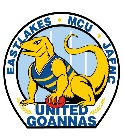 EASTLAKES • MCU • JAFNC
UNITED
GOANNAS